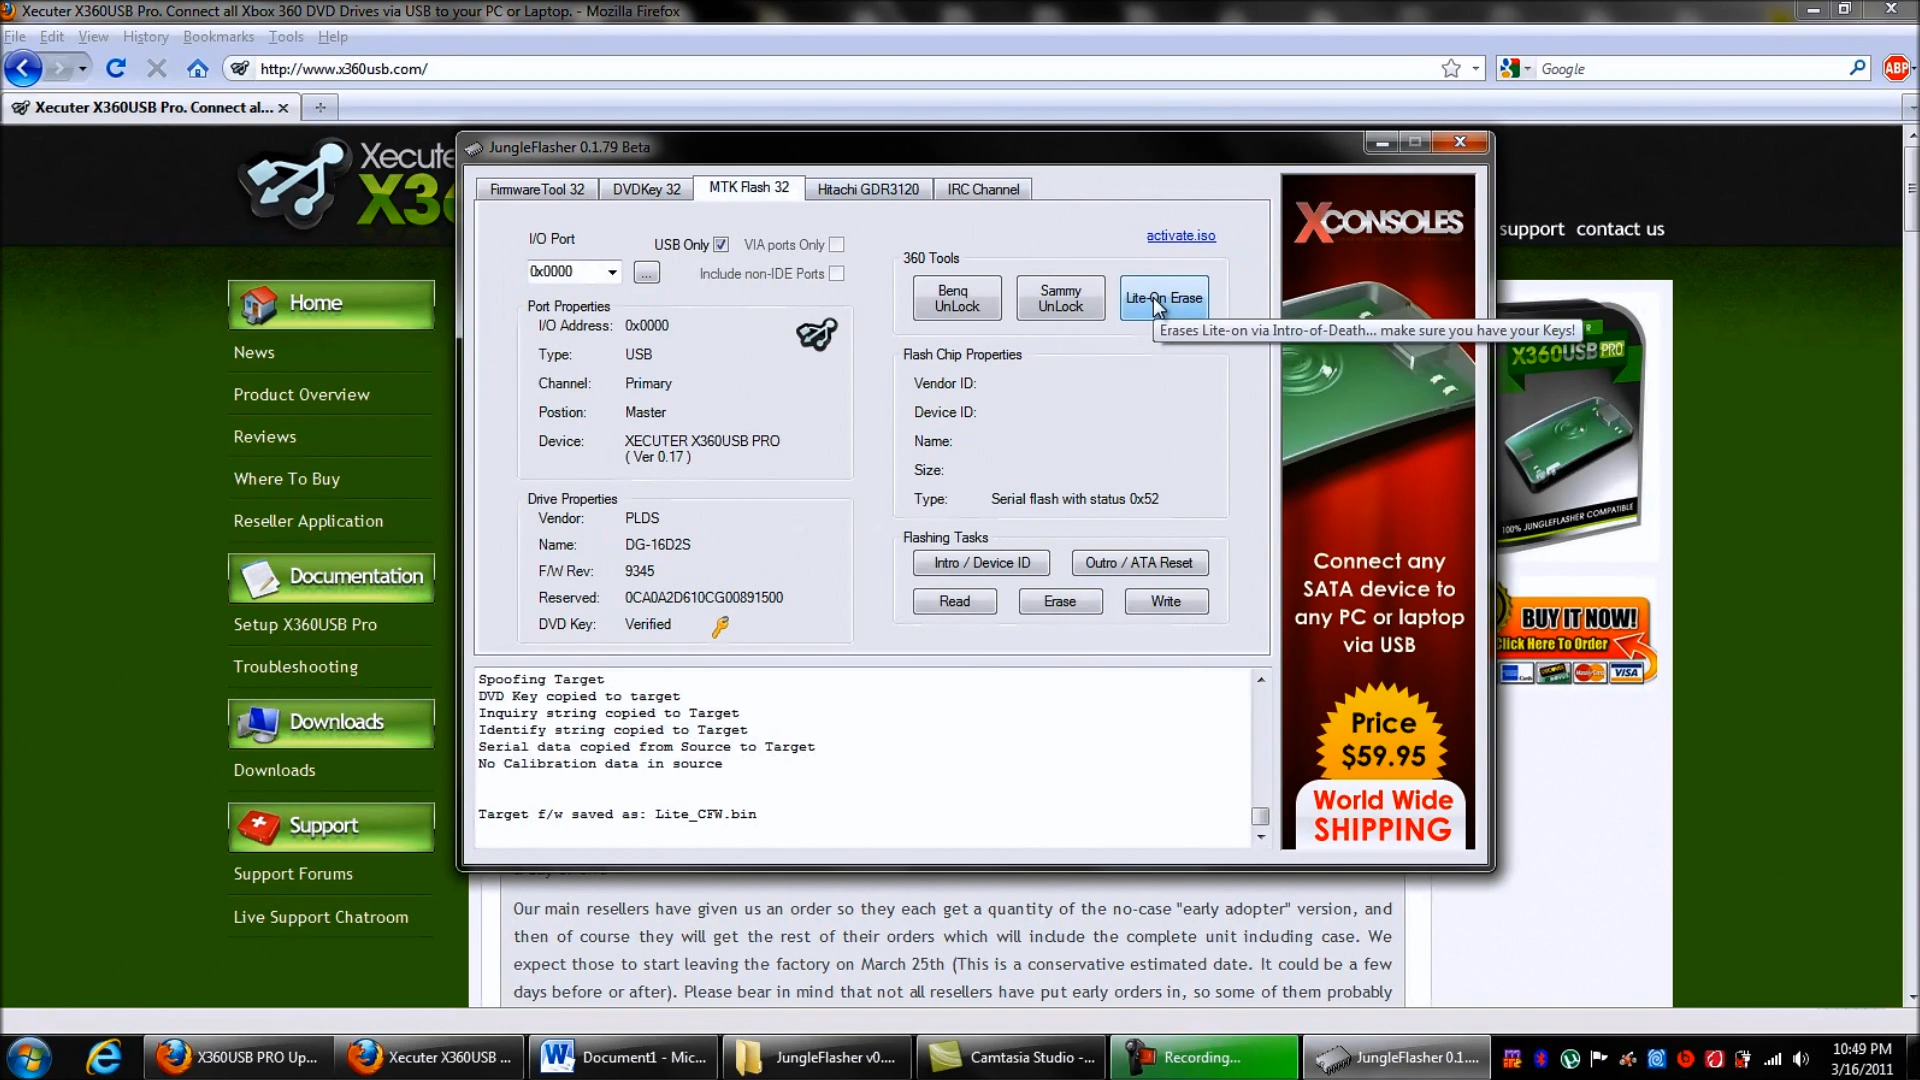 Xecuter X360USB Pro. Connect all Xbox 360 DVD Drives via USB to your PC or Laptop. - Mozilla Firefox
File Edit View History Bookmarks Tools Help
http://www.x360usb.com/
Google
ABP
Xecuter X360USB Pro. Connect al...
JungleFlasher 0.1.79 Beta
FirmwareTool 32
DVDKey 32
MTK Flash 32
Hitachi GDR3120
IRC Channel
I/O Port
USB Only
VIA ports Only
0x0000
...
Include non-IDE Ports
Port Properties
I/O Address: 0x0000
Type: USB
Channel: Primary
Postion: Master
Device: XECUTER X360USB PRO
( Ver 0.17 )
Drive Properties
Vendor: PLDS
Name: DG-16D2S
F/W Rev: 9345
Reserved: 0CA0A2D610CG00891500
DVD Key: Verified
activate.iso
360 Tools
Benq UnLock
Sammy UnLock
Lite-On Erase
Erases Lite-on via Intro-of-Death... make sure you have your Keys!
Flash Chip Properties
Vendor ID:
Device ID:
Name:
Size:
Type: Serial flash with status 0x52
Flashing Tasks
Intro / Device ID
Outro / ATA Reset
Read
Erase
Write
Spoofing Target
DVD Key copied to target
Inquiry string copied to Target
Identify string copied to Target
Serial data copied from Source to Target
No Calibration data in source
Target f/w saved as: Lite_CFW.bin
XCONSOLES
Connect any
SATA device to
any PC or laptop
via USB
Price
$59.95
World Wide
SHIPPING
support contact us
Home
News
Product Overview
Reviews
Where To Buy
Reseller Application
Documentation
Setup X360USB Pro
Troubleshooting
Downloads
Downloads
Support
Support Forums
Live Support Chatroom
X360USB PRO
100% JUNGLEFLASHER COMPATIBLE
BUY IT NOW!
Click Here To Order
VISA
Our main resellers have given us an order so they each get a quantity of the no-case "early adopter" version, and
then of course they will get the rest of their orders which will include the complete unit including case. We
expect those to start leaving the factory on March 25th (This is a conservative estimated date. It could be a few
days before or after). Please bear in mind that not all resellers have put early orders in, so some of them probably
X360USB PRO Up...
Xecuter X360USB ...
Document1 - Mic...
JungleFlasher v0....
Camtasia Studio -...
Recording...
JungleFlasher 0.1....
10:49 PM
3/16/2011